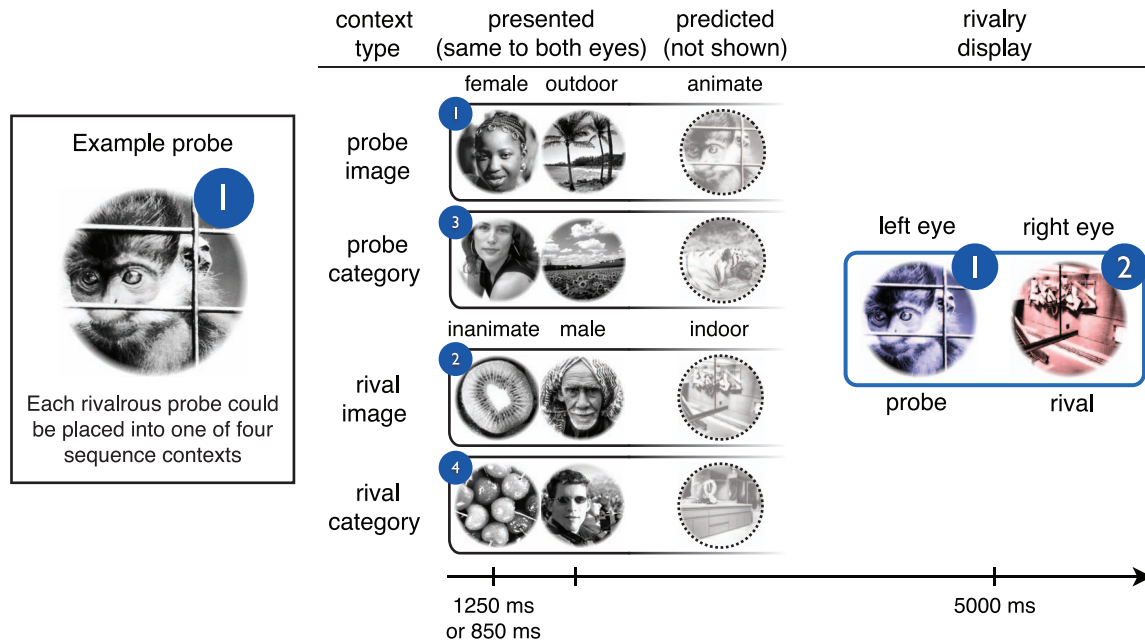 context type
presented (same to both eyes)
predicted (not shown)
rivalry display
Example probe
1
Each rivalrous probe could
be placed into one of four
sequence contexts
female
outdoor
animate
probe
image
1
probe
category
3
inanimate
male
indoor
rival
image
2
rival
category
4
left eye
right eye
1
2
probe
rival
1250 ms
or 850 ms
5000 ms